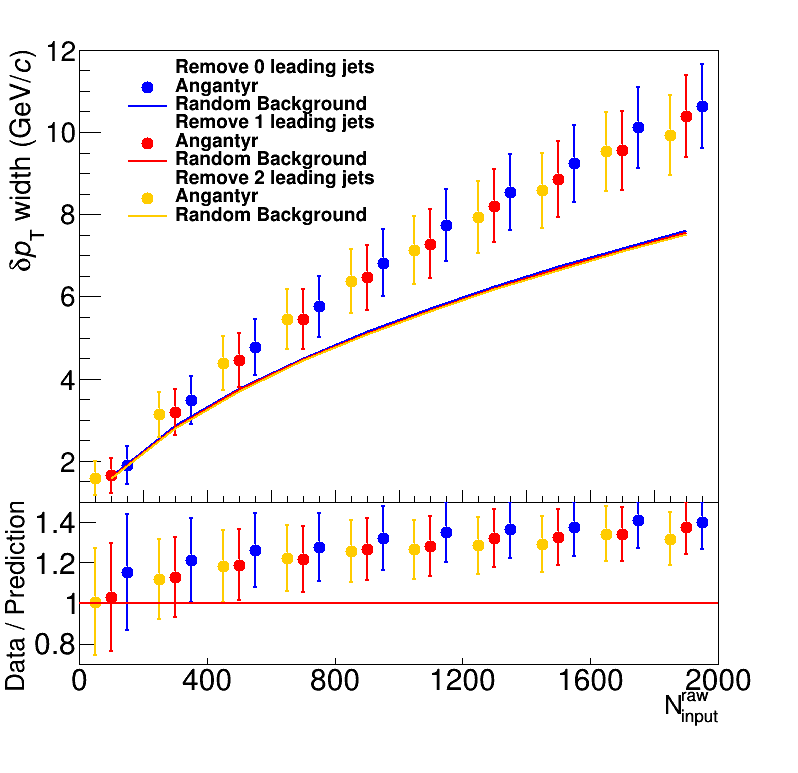 12
10
8
6
4
2
δpT width (GeV/c)
Remove 0 leading jets
Angantyr
Random Background
Remove 1 leading jets
Angantyr
Random Background
Remove 2 leading jets
Angantyr
Random Background
1.4
1.2
1
0.8
Data / Prediction
0 400 800 1200 1600 2000
N raw input